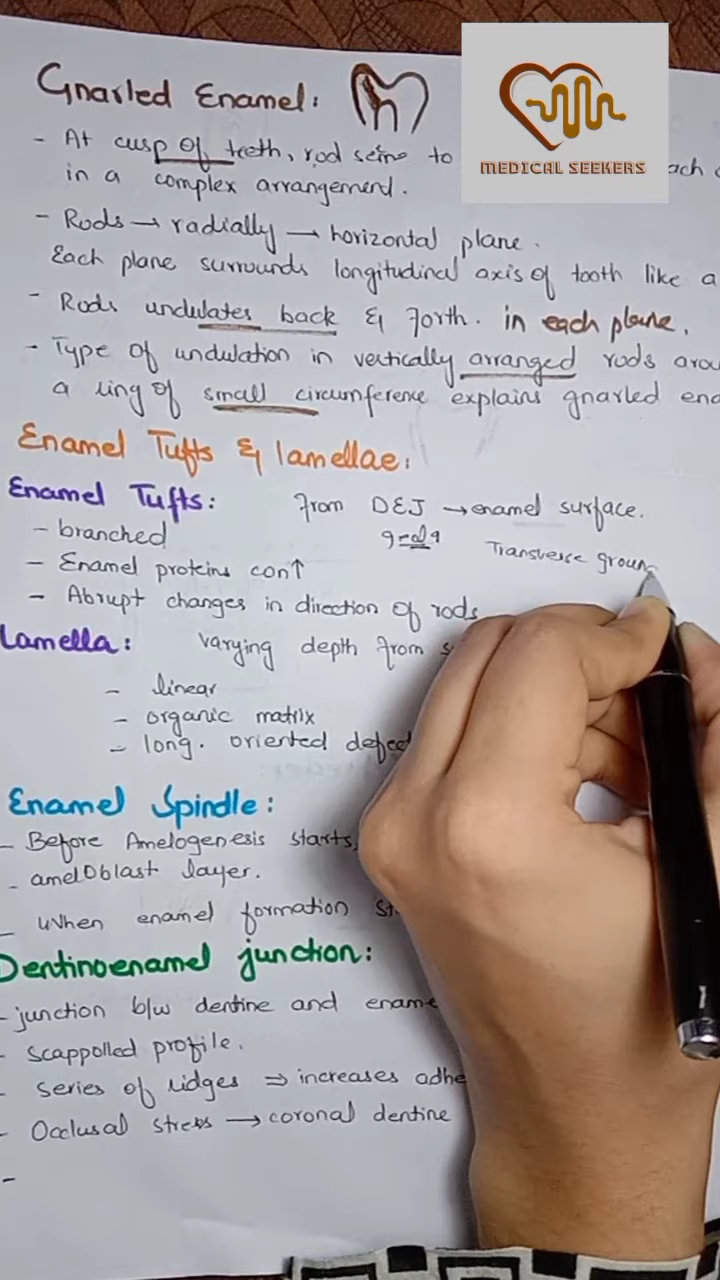 Gnarled Enamel:
MEDICAL SEEKERS
- At cusp of teeth, rod seems to ach
in a complex arrangement.
- Rods → radially → horizontal plane.
Each plane surrounds longitudinal axis of tooth like a
- Rods undulates back & forth. in each plane.
- Type of undulation in vertically arranged rods arou
a ring of small circumference explains gnarled ena
Enamel Tufts & lamellae:
Enamel Tufts: from DEJ → enamel surface.
- branched
Transverse groun
- Enamel proteins con↑
- Abrupt changes in direction of rods
Lamella: varying depth from s
- linear
- organic matrix
- long. oriented defec
Enamel Spindle:
- Before Amelogenesis starts,
- ameloblast layer.
- When enamel formation st
Dentinoenamel junction:
- junction b/w dentine and ename
- scappolled profile.
- series of ridges ⇒ increases adhe
- Occlusal stress → coronal dentine
-